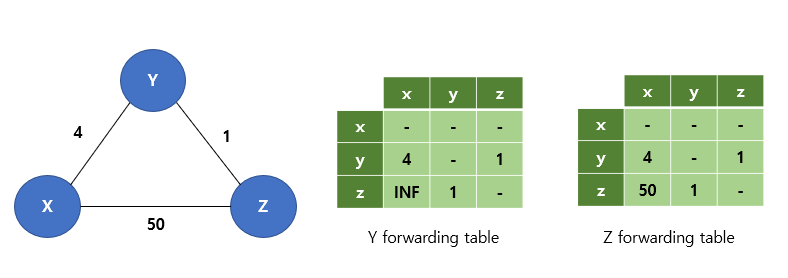 Y
4
1
X
Z
50
x y z
x - - -
y 4 - 1
z INF 1 -
Y forwarding table
x y z
x - - -
y 4 - 1
z 50 1 -
Z forwarding table